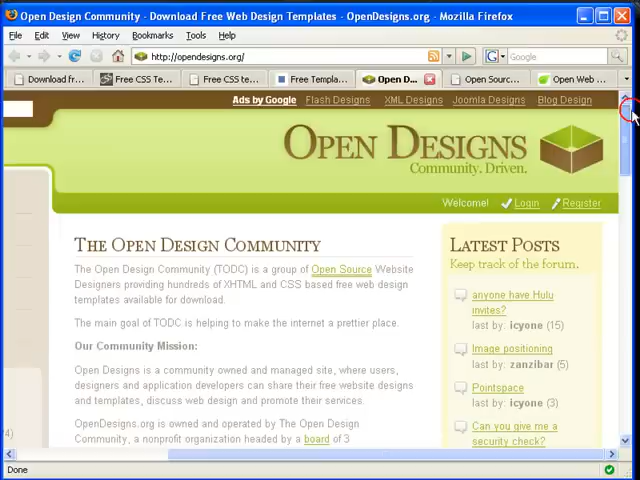 Open Design Community - Download Free Web Design Templates - OpenDesigns.org - Mozilla Firefox
File Edit View History Bookmarks Tools Help
http://opendesigns.org/
Google
Download fr... Free CSS Te... Free CSS te... Free Templa... Open D... Open Sourc... Open Web ...
Ads by Google Flash Designs XML Designs Joomla Designs Blog Design
OPEN DESIGNS
Community. Driven.
Welcome! Login Register
THE OPEN DESIGN COMMUNITY
The Open Design Community (TODC) is a group of Open Source Website
Designers providing hundreds of XHTML and CSS based free web design
templates available for download.
The main goal of TODC is helping to make the internet a prettier place.
Our Community Mission:
Open Designs is a community owned and managed site, where users,
designers and application developers can share their free website designs
and templates, discuss web design and promote their services.
OpenDesigns.org is owned and operated by The Open Design
Community, a nonprofit organization headed by a board of 3
LATEST POSTS
Keep track of the forum.
anyone have Hulu
invites?
last by: icyone (15)
Image positioning
last by: zanzibar (5)
Pointspace
last by: icyone (3)
Can you give me a
security check?
74)
Done